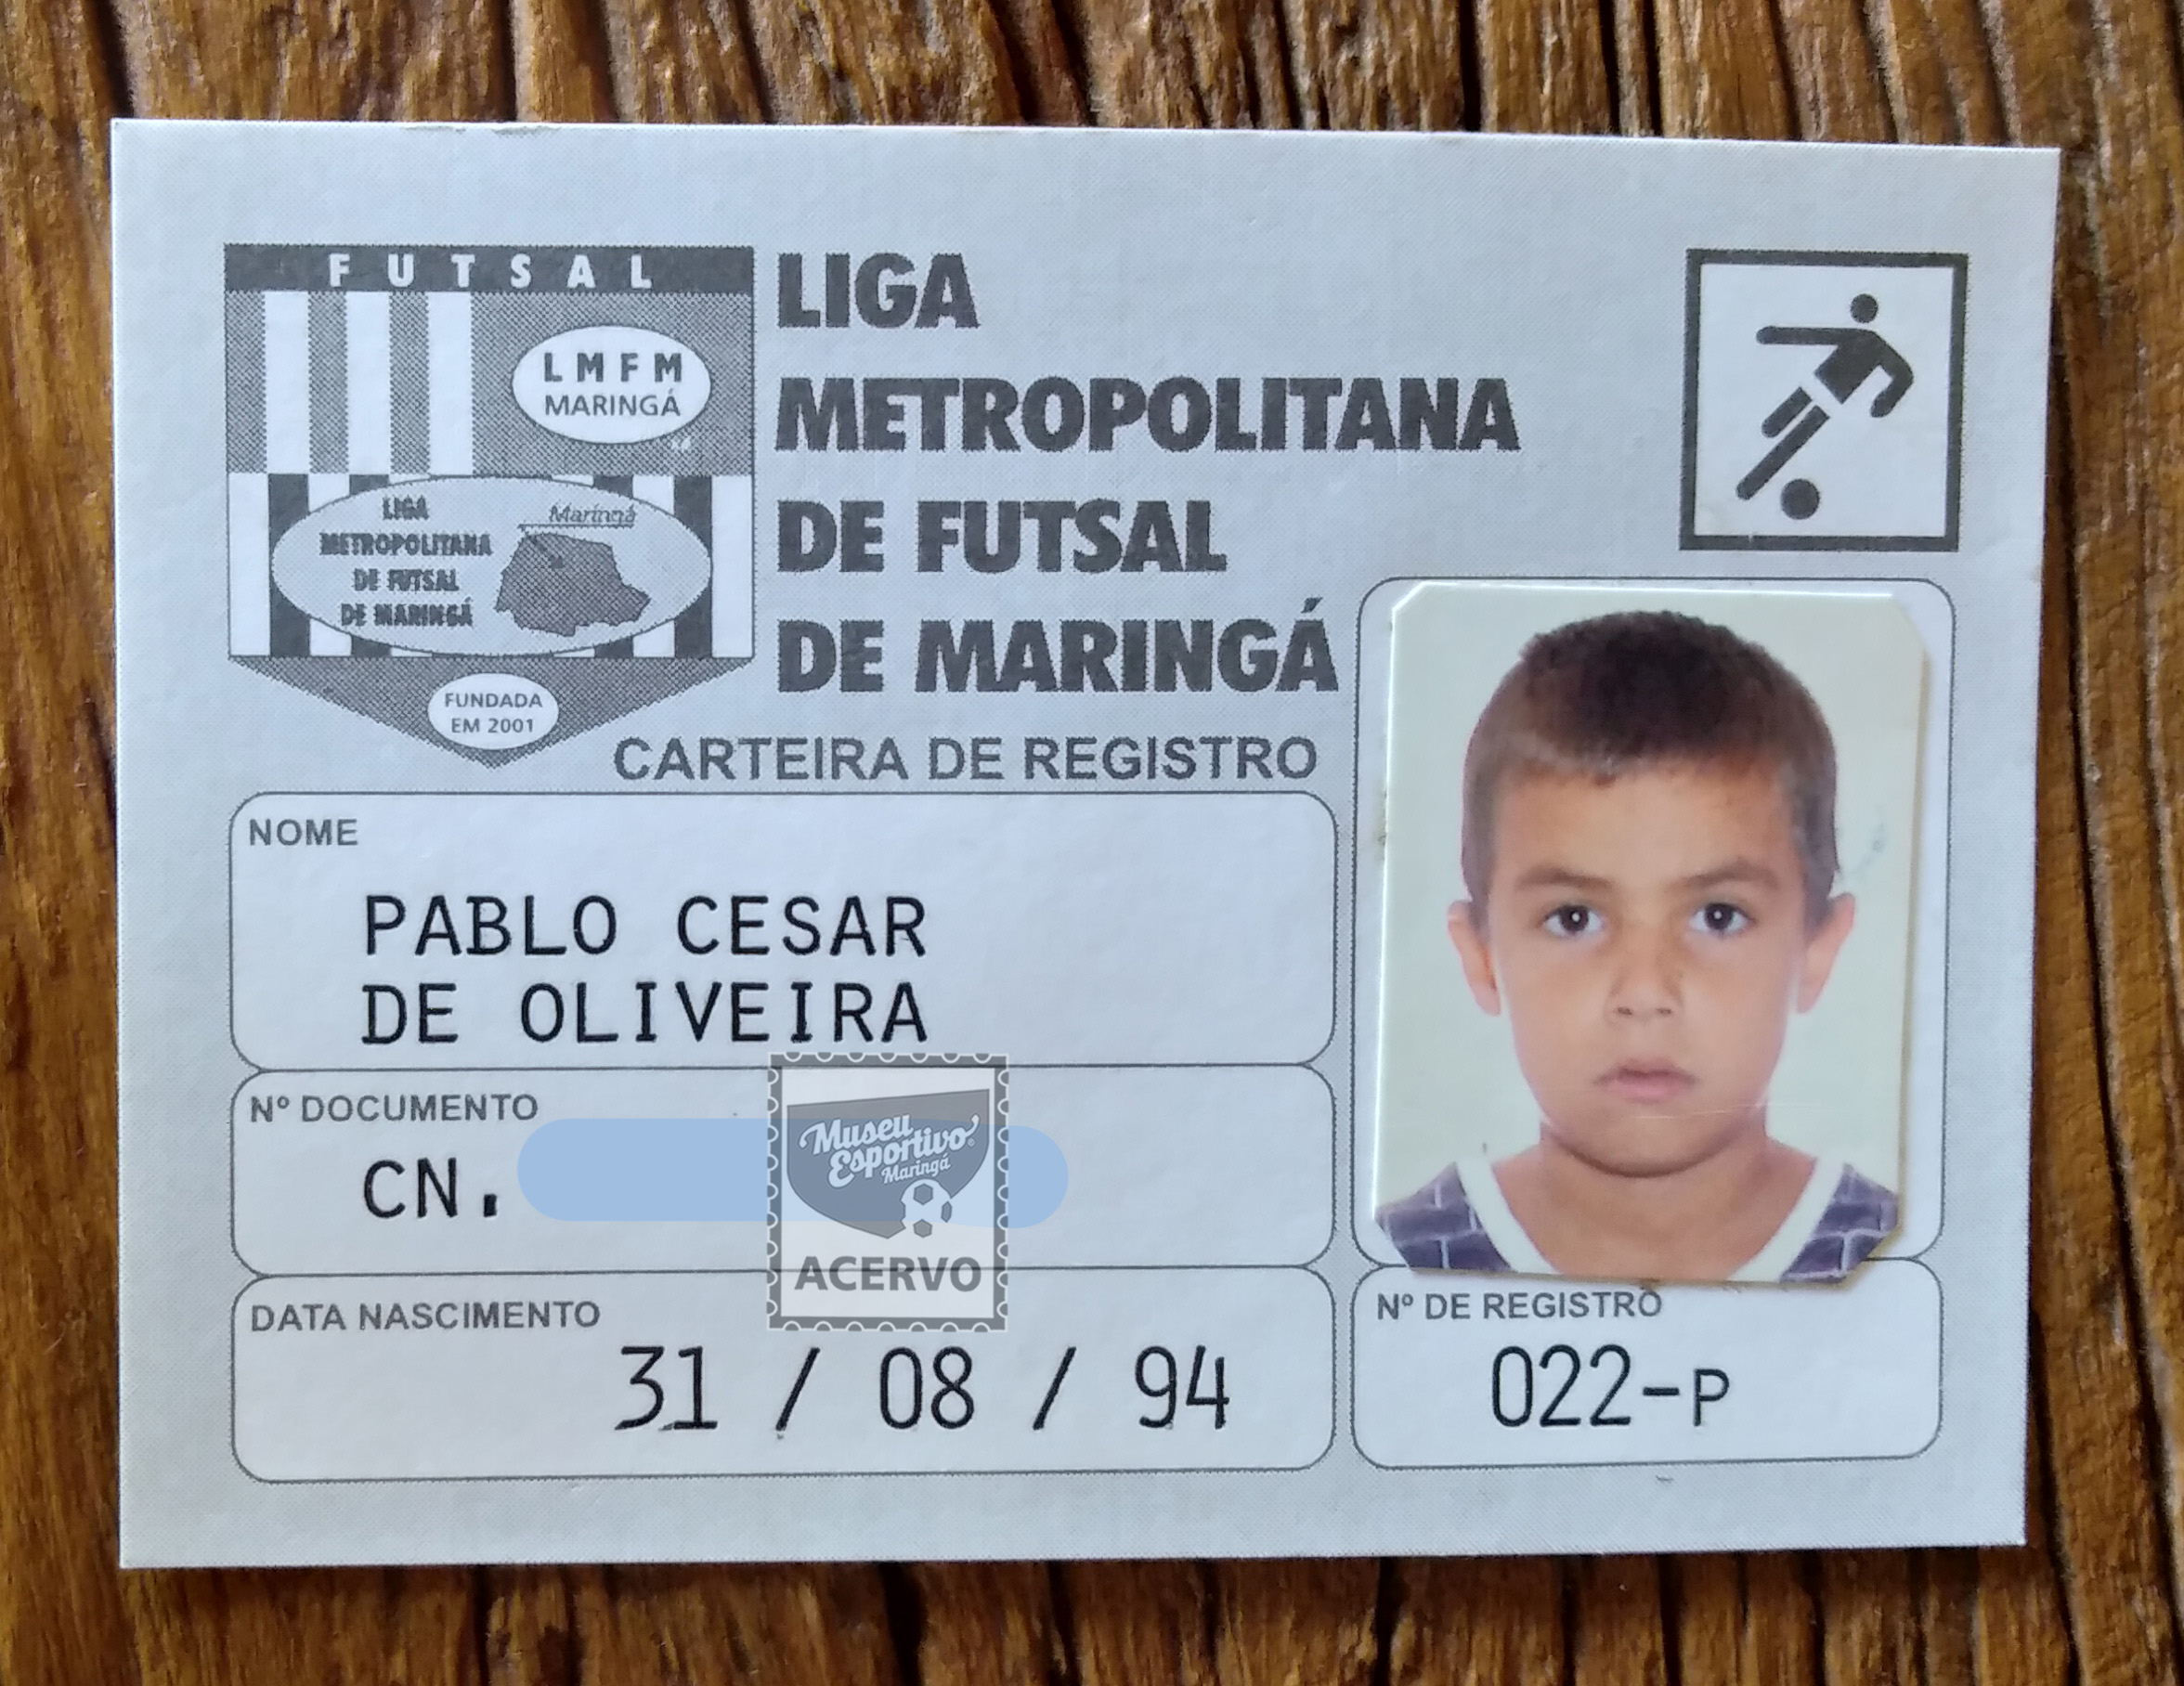 FUTSAL
LMFM
MARINGÁ
LIGA
METROPOLITANA
DE FUTSAL
DE MARINGÁ
Maringá
FUNDADA
EM 2001
LIGA
METROPOLITANA
DE FUTSAL
DE MARINGÁ
CARTEIRA DE REGISTRO
NOME
PABLO CESAR
DE OLIVEIRA
Nº DOCUMENTO
CN.
Museu
Esportivo
Maringá
ACERVO
DATA NASCIMENTO
31 / 08 / 94
Nº DE REGISTRO
022-P